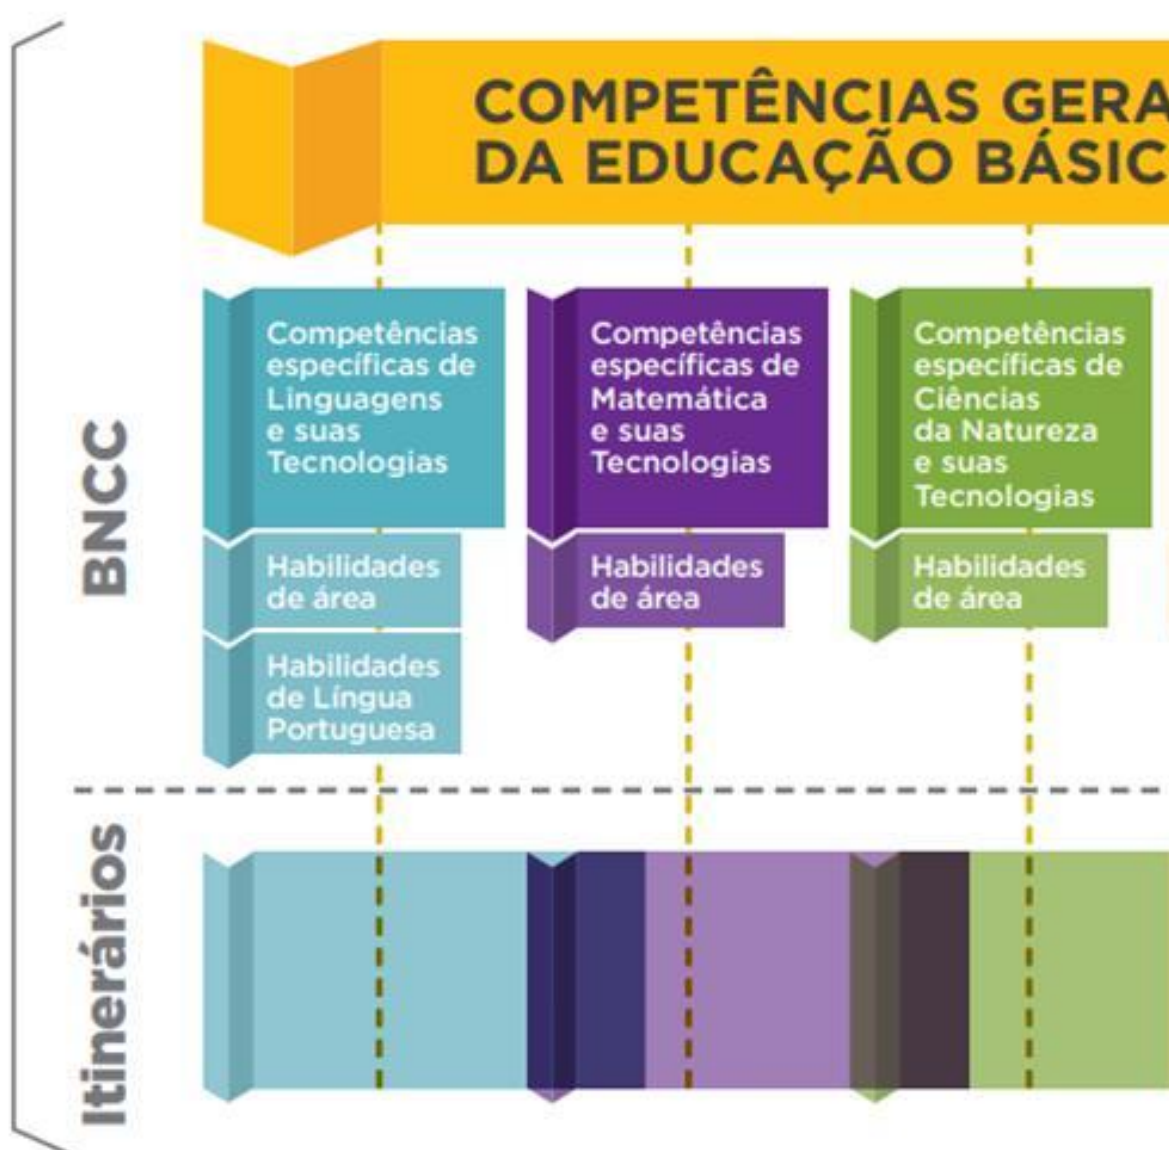 COMPETÊNCIAS GERA
DA EDUCAÇÃO BÁSIC
BNCC
Competências
específicas de
Linguagens
e suas
Tecnologias
Habilidades
de área
Habilidades
de Língua
Portuguesa
Competências
específicas de
Matemática
e suas
Tecnologias
Habilidades
de área
Competências
específicas de
Ciências
da Natureza
e suas
Tecnologias
Habilidades
de área
Itinerários